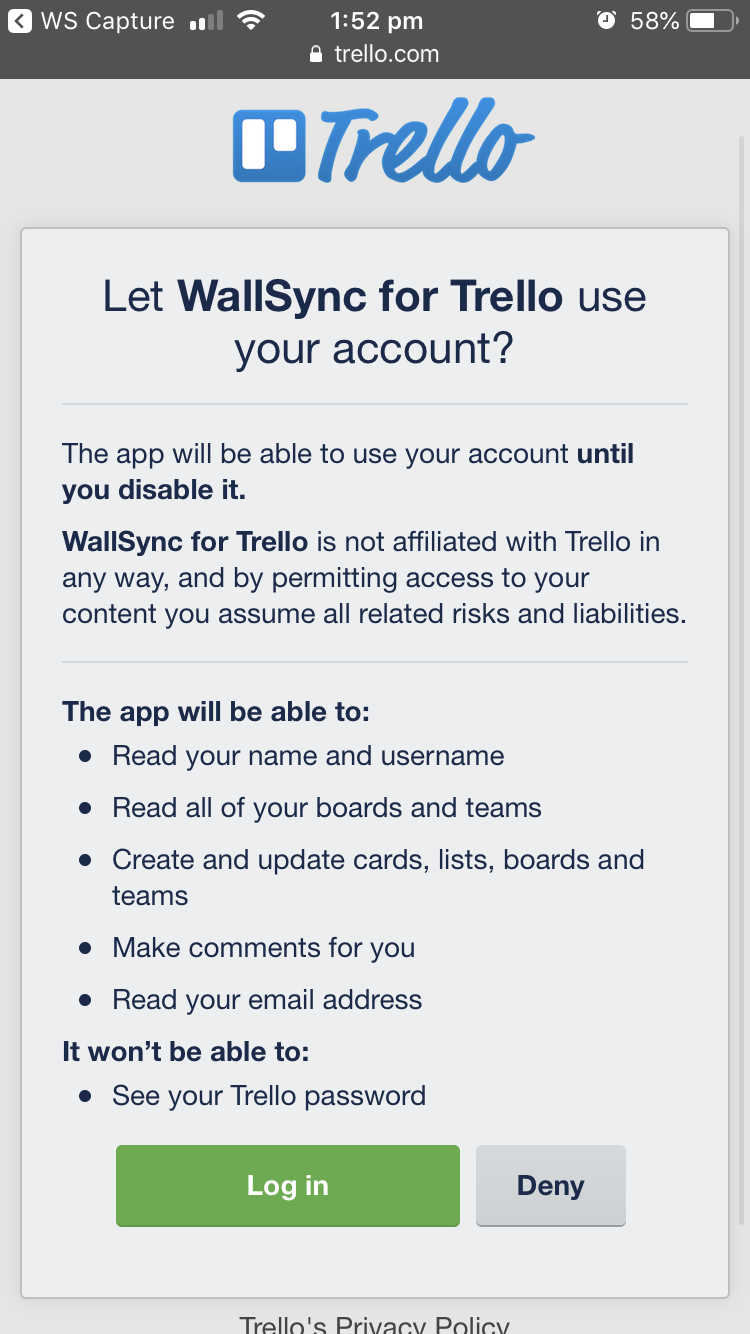 WS Capture 1:52 pm 58%
trello.com
Trello
Let WallSync for Trello use
your account?
The app will be able to use your account until
you disable it.
WallSync for Trello is not affiliated with Trello in
any way, and by permitting access to your
content you assume all related risks and liabilities.
The app will be able to:
Read your name and username
Read all of your boards and teams
Create and update cards, lists, boards and
teams
Make comments for you
Read your email address
It won’t be able to:
See your Trello password
Log in Deny
Trello's Privacy Policy